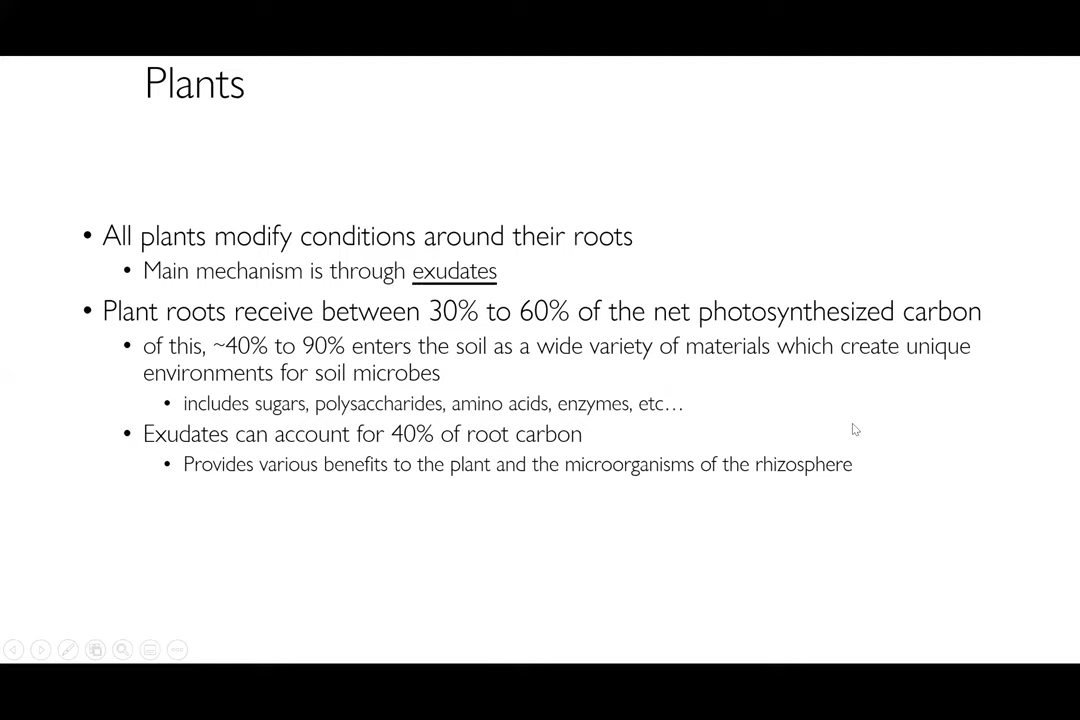 Plants
• All plants modify conditions around their roots
• Main mechanism is through exudates
• Plant roots receive between 30% to 60% of the net photosynthesized carbon
• of this, ~40% to 90% enters the soil as a wide variety of materials which create unique
environments for soil microbes
• includes sugars, polysaccharides, amino acids, enzymes, etc…
• Exudates can account for 40% of root carbon
• Provides various benefits to the plant and the microorganisms of the rhizosphere